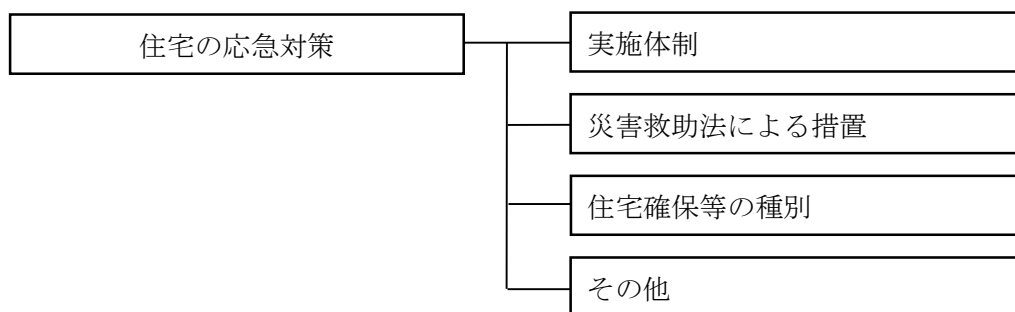 住宅の応急対策
実施体制
災害救助法による措置
住宅確保等の種別
その他